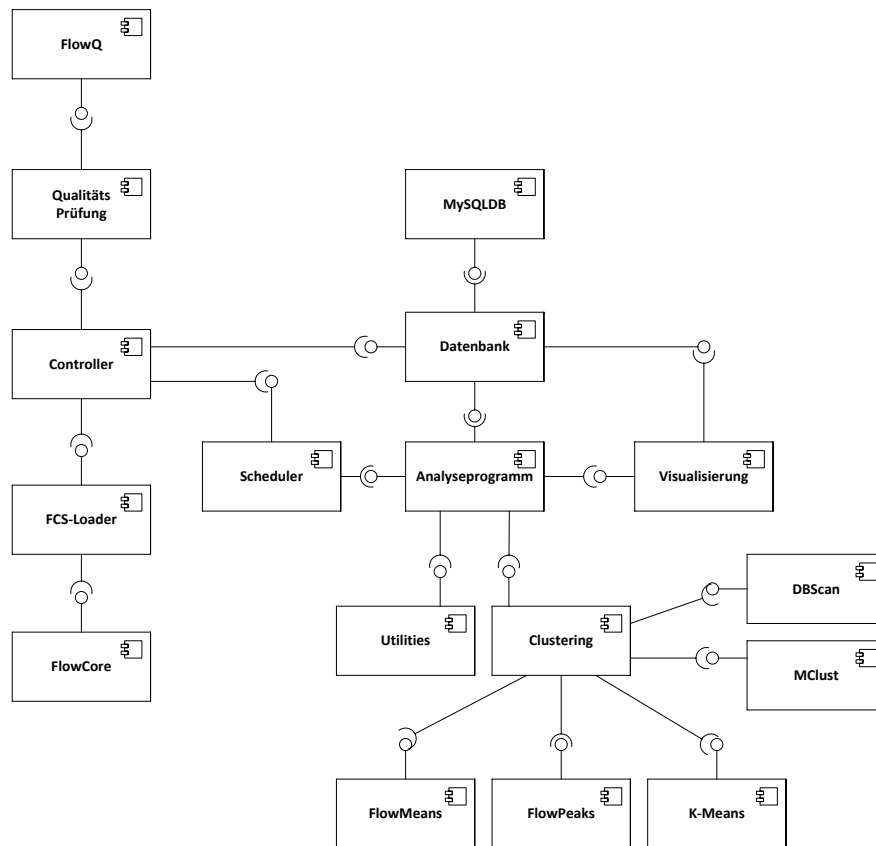 FlowQ
Qualitäts
Prüfung
MySQLDB
Controller
Datenbank
Scheduler
Analyseprogramm
Visualisierung
FCS-Loader
DBScan
FlowCore
Utilities
Clustering
MClust
FlowMeans
FlowPeaks
K-Means